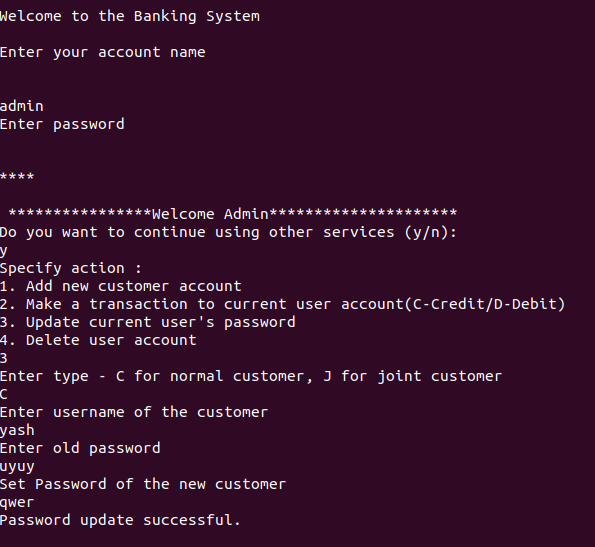 Welcome to the Banking System
Enter your account name
admin
Enter password
****
****************Welcome Admin*********************
Do you want to continue using other services (y/n):
y
Specify action :
1. Add new customer account
2. Make a transaction to current user account(C-Credit/D-Debit)
3. Update current user's password
4. Delete user account
3
Enter type - C for normal customer, J for joint customer
C
Enter username of the customer
yash
Enter old password
uyuy
Set Password of the new customer
qwer
Password update successful.